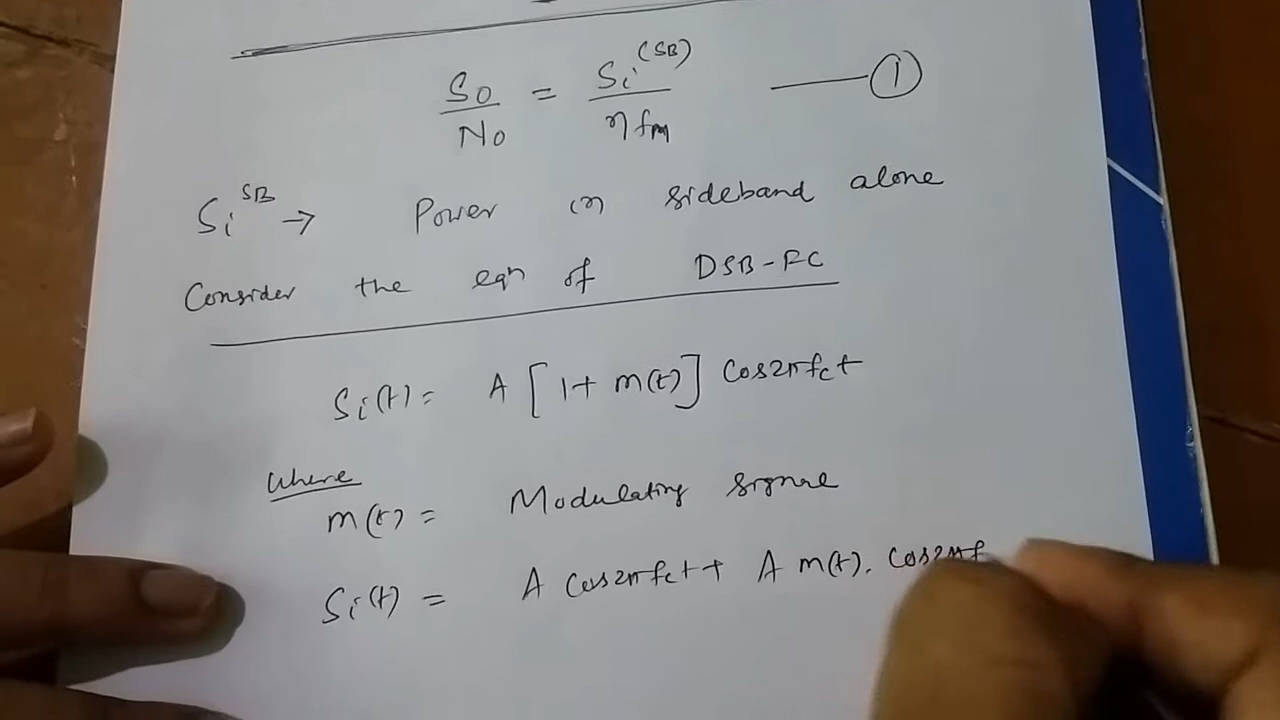 So/No = Si^(SB)/ηfm —— ①
Si^SB → Power in sideband alone
Consider the eqn of DSB-FC
Si(t) = A [1 + m(t)] cos2πfct
Where
m(t) = Modulating signal
Si(t) = A cos2πfct + A m(t). cos2πf